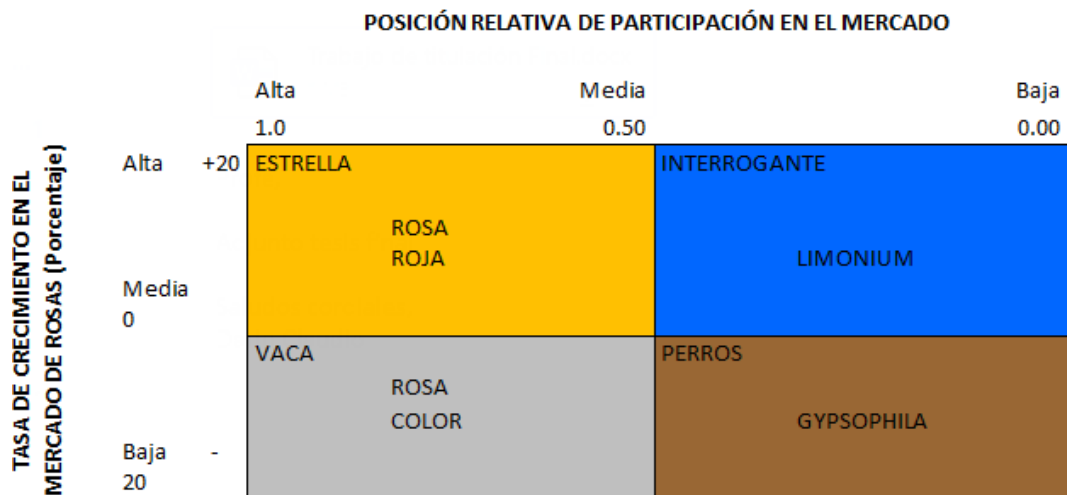 POSICIÓN RELATIVA DE PARTICIPACIÓN EN EL MERCADO
Alta Media Baja
1.0 0.50 0.00
TASA DE CRECIMIENTO EN EL
MERCADO DE ROSAS (Porcentaje)
Alta +20 ESTRELLA INTERROGANTE
ROSA
ROJA LIMONIUM
Media
0
VACA PERROS
ROSA
COLOR GYPSOPHILA
Baja -
20